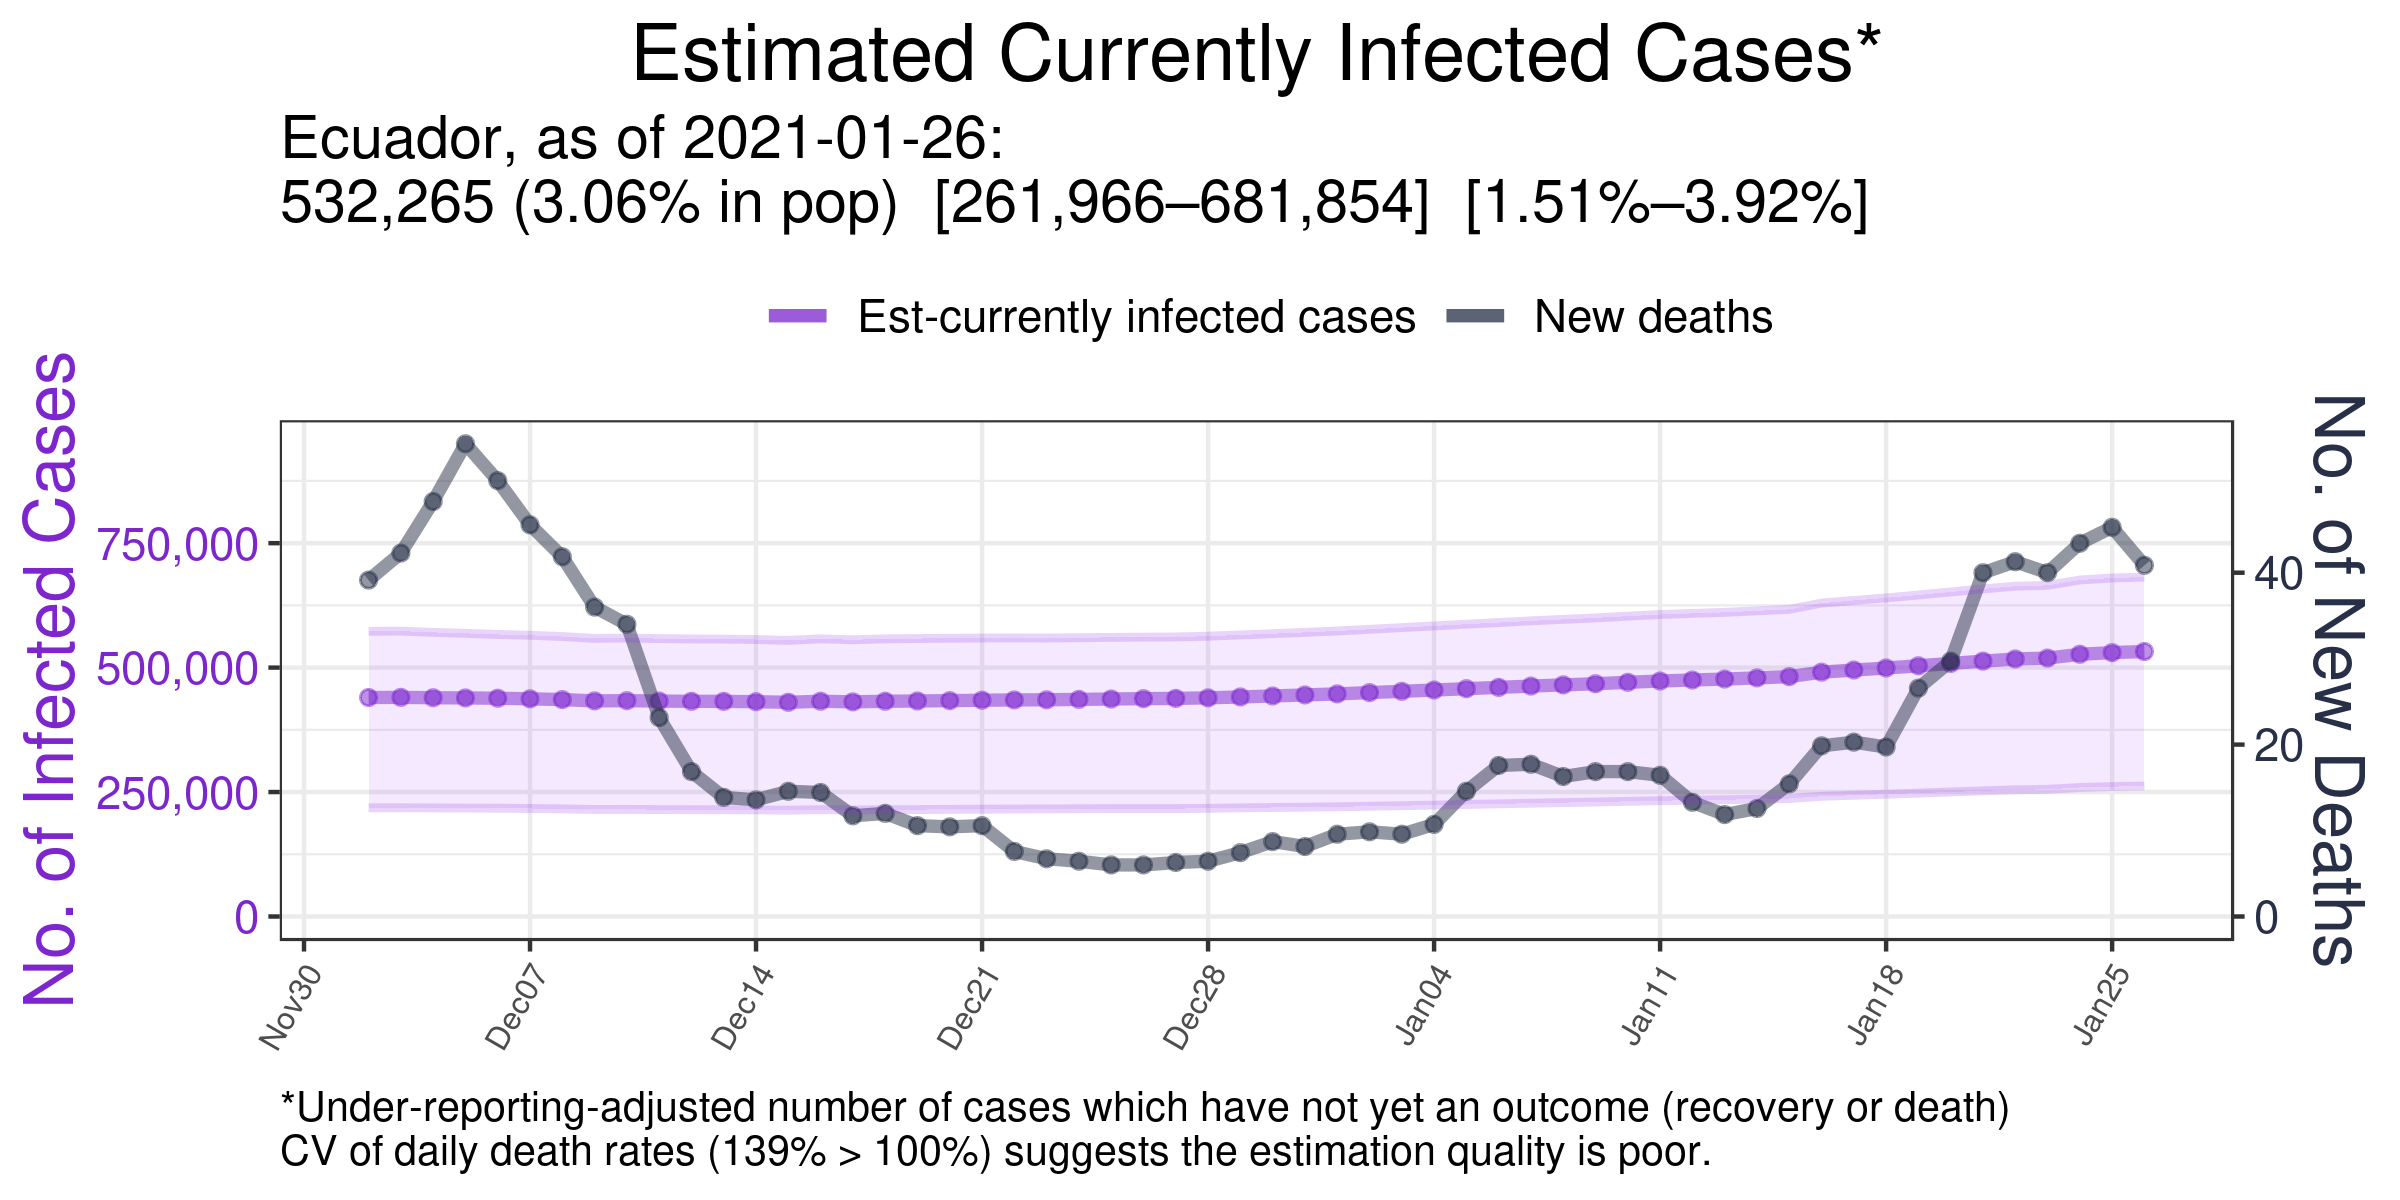 Estimated Currently Infected Cases*
Ecuador, as of 2021-01-26:
532,265 (3.06% in pop) [261,966–681,854] [1.51%–3.92%]
Est-currently infected cases New deaths
No. of Infected Cases
750,000
500,000
250,000
0
40
20
0
No. of New Deaths
Nov30 Dec07 Dec14 Dec21 Dec28 Jan04 Jan11 Jan18 Jan25
*Under-reporting-adjusted number of cases which have not yet an outcome (recovery or death)
CV of daily death rates (139% > 100%) suggests the estimation quality is poor.